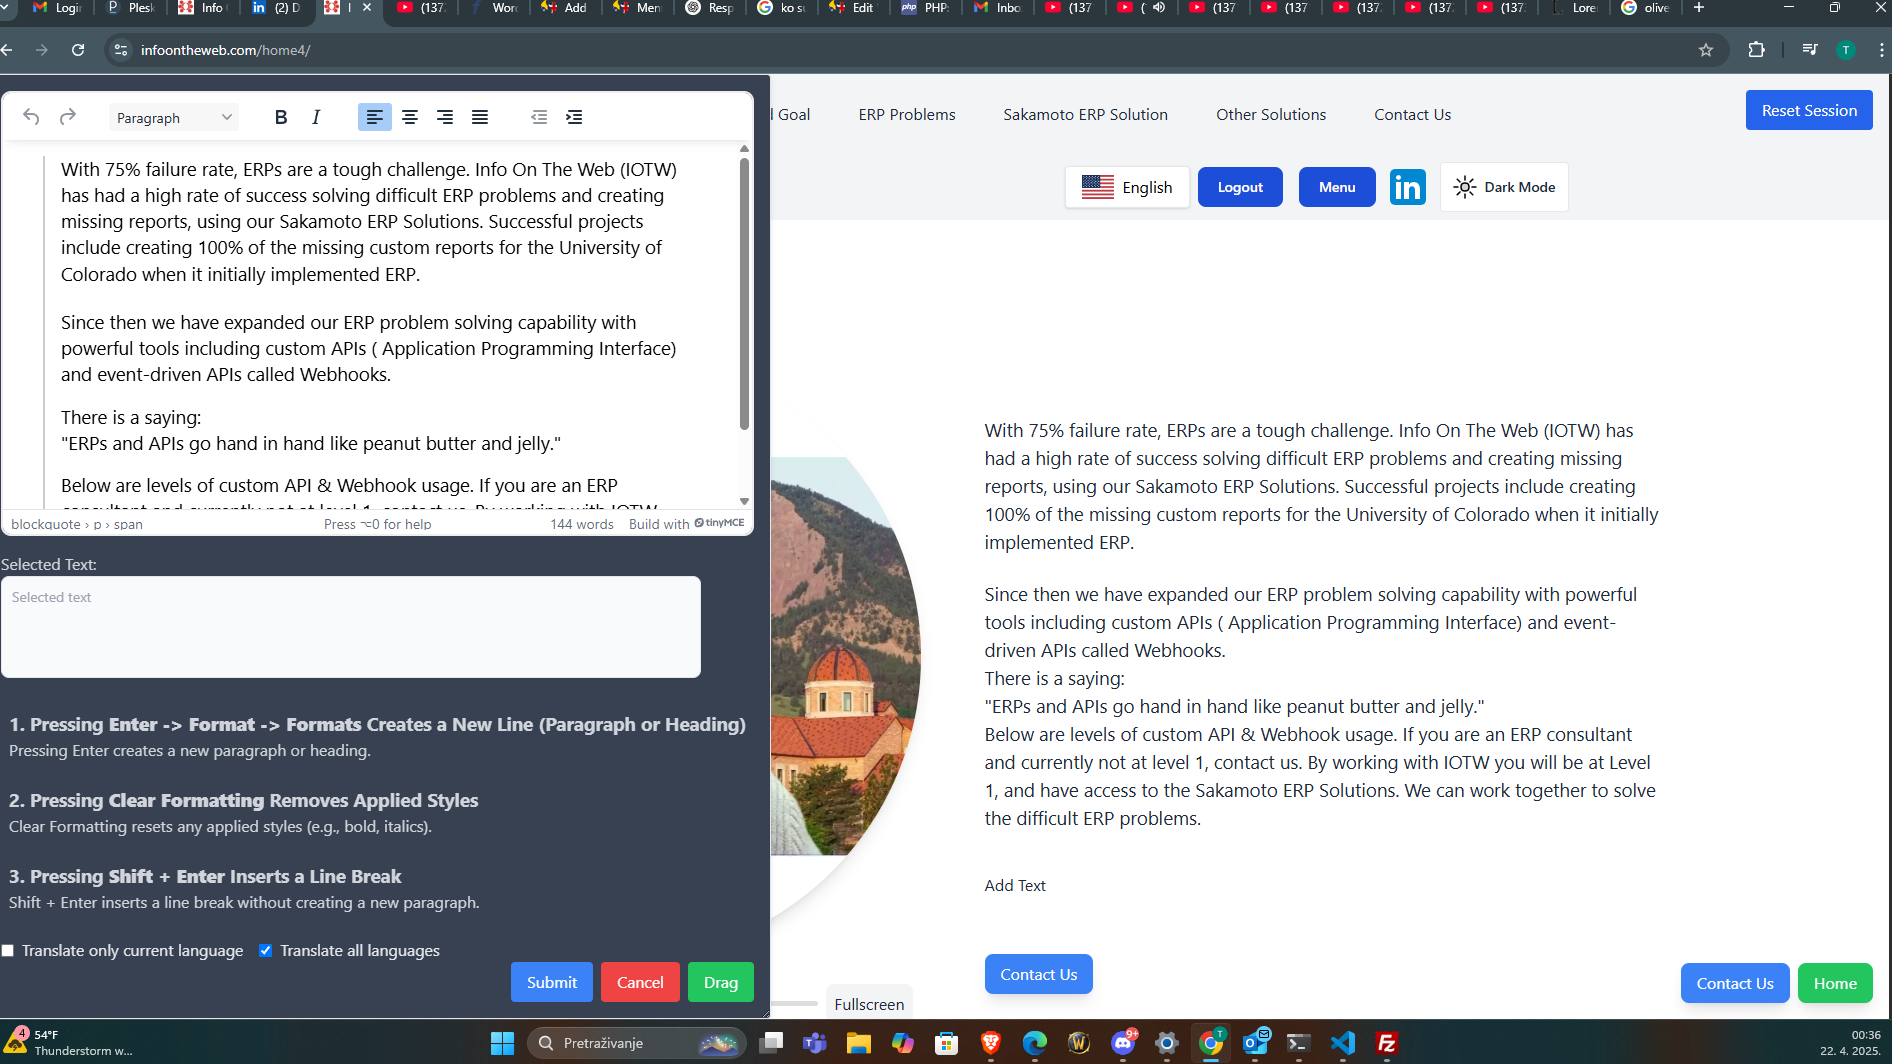 Login
Plesk
Info
(2) D
I
(137
Word
Add
Men
Resp
ko su
Edit
PHP:
Inbo
(137
(
(137
(137
(137
(137
(137
Lore
olive
infoontheweb.com/home4/
T
Paragraph
B I
With 75% failure rate, ERPs are a tough challenge. Info On The Web (IOTW)
has had a high rate of success solving difficult ERP problems and creating
missing reports, using our Sakamoto ERP Solutions. Successful projects
include creating 100% of the missing custom reports for the University of
Colorado when it initially implemented ERP.
Since then we have expanded our ERP problem solving capability with
powerful tools including custom APIs ( Application Programming Interface)
and event-driven APIs called Webhooks.
There is a saying:
"ERPs and APIs go hand in hand like peanut butter and jelly."
Below are levels of custom API & Webhook usage. If you are an ERP
consultant and currently not at level 1, contact us. By working with IOTW
blockquote › p › span
Press ⌥0 for help
144 words
Build with tinyMCE
Selected Text:
Selected text
1. Pressing Enter -> Format -> Formats Creates a New Line (Paragraph or Heading)
Pressing Enter creates a new paragraph or heading.
2. Pressing Clear Formatting Removes Applied Styles
Clear Formatting resets any applied styles (e.g., bold, italics).
3. Pressing Shift + Enter Inserts a Line Break
Shift + Enter inserts a line break without creating a new paragraph.
Translate only current language
Translate all languages
Submit
Cancel
Drag
Goal
ERP Problems
Sakamoto ERP Solution
Other Solutions
Contact Us
Reset Session
English
Logout
Menu
in
Dark Mode
With 75% failure rate, ERPs are a tough challenge. Info On The Web (IOTW) has
had a high rate of success solving difficult ERP problems and creating missing
reports, using our Sakamoto ERP Solutions. Successful projects include creating
100% of the missing custom reports for the University of Colorado when it initially
implemented ERP.
Since then we have expanded our ERP problem solving capability with powerful
tools including custom APIs ( Application Programming Interface) and event-
driven APIs called Webhooks.
There is a saying:
"ERPs and APIs go hand in hand like peanut butter and jelly."
Below are levels of custom API & Webhook usage. If you are an ERP consultant
and currently not at level 1, contact us. By working with IOTW you will be at Level
1, and have access to the Sakamoto ERP Solutions. We can work together to solve
the difficult ERP problems.
Add Text
Contact Us
Fullscreen
Contact Us
Home
4
54°F
Thunderstorm w...
Pretraživanje
9+
T
00:36
22. 4. 2025.